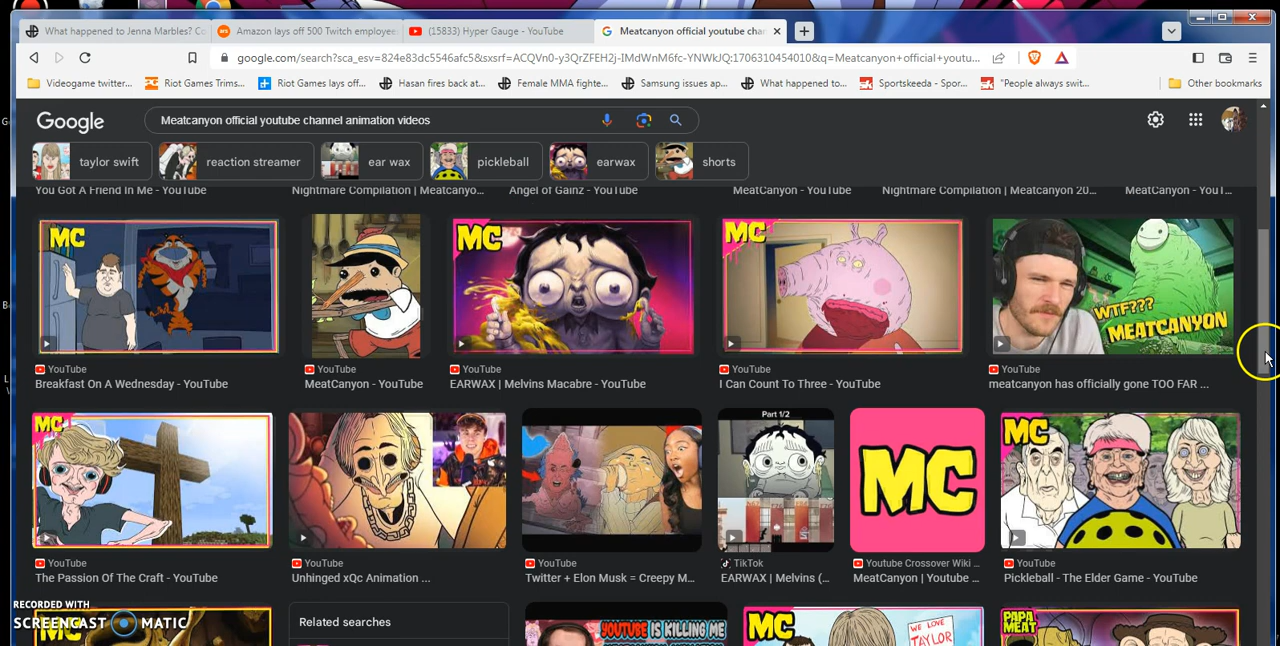 What happened to Jenna Marbles? Co
Amazon lays off 500 Twitch employee
(15833) Hyper Gauge - YouTube
Meatcanyon official youtube char
google.com/search?sca_esv=824e83dc5546afc5&sxsrf=ACQVn0-y3QrZFEH2j-IMdWnM6fc-YNWkJQ:1706310454010&q=Meatcanyon+official+youtu...
Videogame twitter...
Riot Games Trims...
Riot Games lays off...
Hasan fires back at...
Female MMA fighte...
Samsung issues ap...
What happened to...
Sportskeeda - Spor...
"People always swit...
Other bookmarks
Google
Meatcanyon official youtube channel animation videos
taylor swift
reaction streamer
ear wax
pickleball
earwax
shorts
You Got A Friend In Me - YouTube
Nightmare Compilation | Meatcanyo...
Angel of Gainz - YouTube
MeatCanyon - YouTube
Nightmare Compilation | Meatcanyon 20...
MeatCanyon - YouT...
MC
MC
MC
WTF???
MEATCANYON
YouTube
Breakfast On A Wednesday - YouTube
YouTube
MeatCanyon - YouTube
YouTube
EARWAX | Melvins Macabre - YouTube
YouTube
I Can Count To Three - YouTube
YouTube
meatcanyon has officially gone TOO FAR ...
MC
Part 1/2
MC
MC
YouTube
The Passion Of The Craft - YouTube
YouTube
Unhinged xQc Animation ...
YouTube
Twitter + Elon Musk = Creepy M...
TikTok
EARWAX | Melvins (...
Youtube Crossover Wiki ...
MeatCanyon | Youtube ...
YouTube
Pickleball - The Elder Game - YouTube
RECORDED WITH
SCREENCAST MATIC
MC
Related searches
YOUTUBE IS KILLING ME
MC
WE LOVE
TAYLOR
PAPA
MEAT